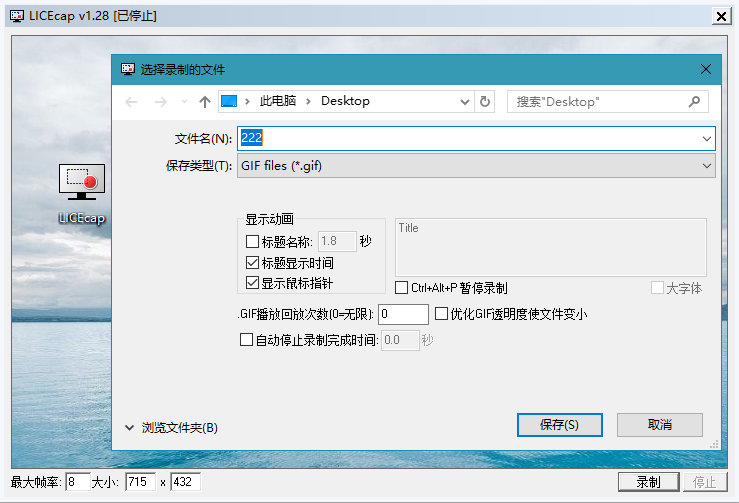 LICEcap v1.28 [已停止]
选择录制的文件
此电脑 Desktop
搜索"Desktop"
文件名(N): 222
保存类型(T): GIF files (*.gif)
LICEcap
显示动画
标题名称: 1.8 秒
标题显示时间
显示鼠标指针
Title
Ctrl+Alt+P 暂停录制
大字体
.GIF播放回放次数(0=无限): 0
优化GIF透明度使文件变小
自动停止录制完成时间: 0.0 秒
浏览文件夹(B)
保存(S)
取消
最大帧率: 8 大小: 715 x 432
录制
停止